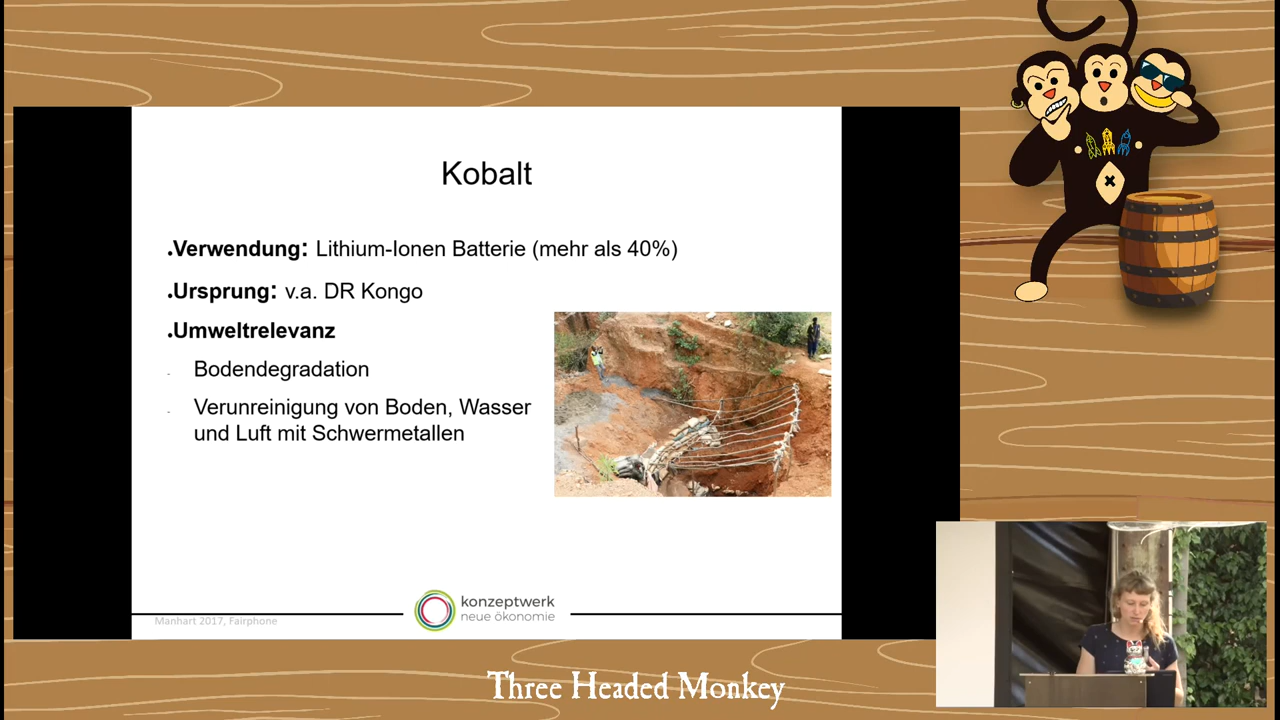 Kobalt
.Verwendung: Lithium-Ionen Batterie (mehr als 40%)
.Ursprung: v.a. DR Kongo
.Umweltrelevanz
- Bodendegradation
- Verunreinigung von Boden, Wasser
und Luft mit Schwermetallen
konzeptwerk
neue ökonomie
Manhart 2017, Fairphone
Three Headed Monkey